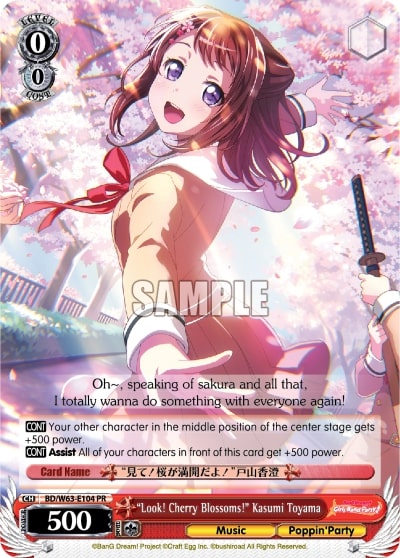 LEVEL
0
0
COST
SAMPLE
Oh~, speaking of sakura and all that,
I totally wanna do something with everyone again!
CONT Your other character in the middle position of the center stage gets
+500 power.
CONT Assist All of your characters in front of this card get +500 power.
Card Name "見て!桜が満開だよ!"戸山香澄
CH BD/W63-E104 PR
POWER 500
"Look! Cherry Blossoms!" Kasumi Toyama
Music Poppin'Party
©BanG Dream! Project ©Craft Egg Inc. ©bushiroad All Rights Reserved.